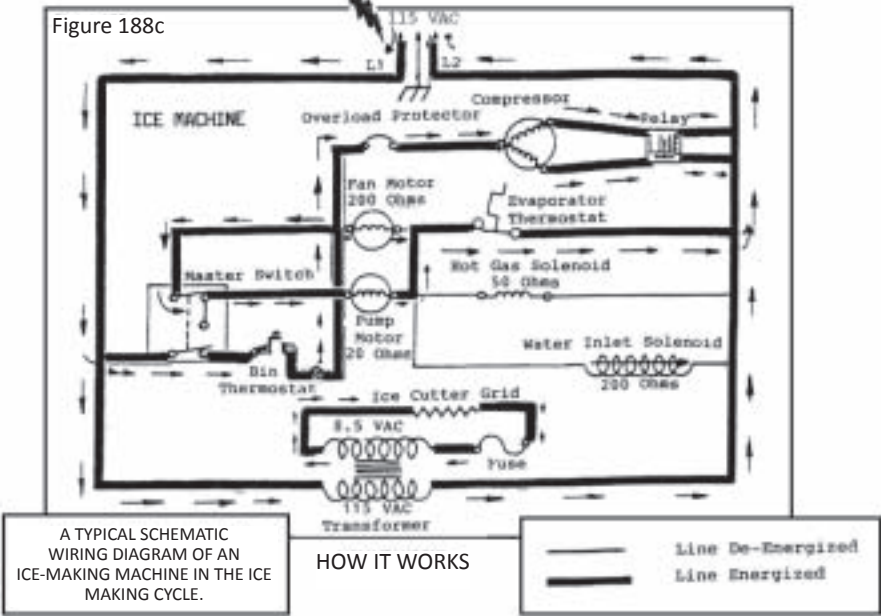 Figure 188c
115 VAC
L1
L2
ICE MACHINE
Overload Protector
Compressor
Relay
Fan Motor
200 Ohms
Evaporator
Thermostat
Master Switch
Hot Gas Solenoid
50 Ohms
Pump
Motor
20 Ohms
Water Inlet Solenoid
200 Ohms
Bin
Thermostat
Ice Cutter Grid
8.5 VAC
Fuse
115 VAC
Transformer
A TYPICAL SCHEMATIC
WIRING DIAGRAM OF AN
ICE-MAKING MACHINE IN THE ICE
MAKING CYCLE.
HOW IT WORKS
Line De-Energized
Line Energized